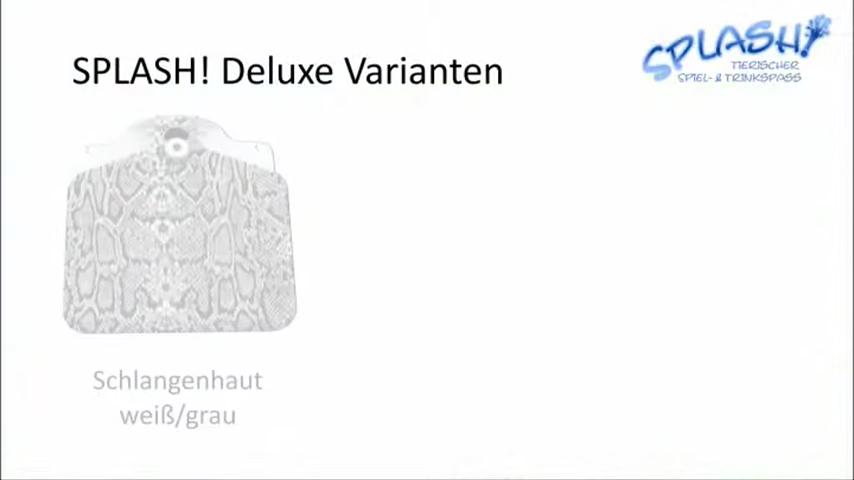 SPLASH! Deluxe Varianten
SPLASH!
TIERISCHER
SPIEL- & TRINKSPASS
Schlangenhaut
weiß/grau